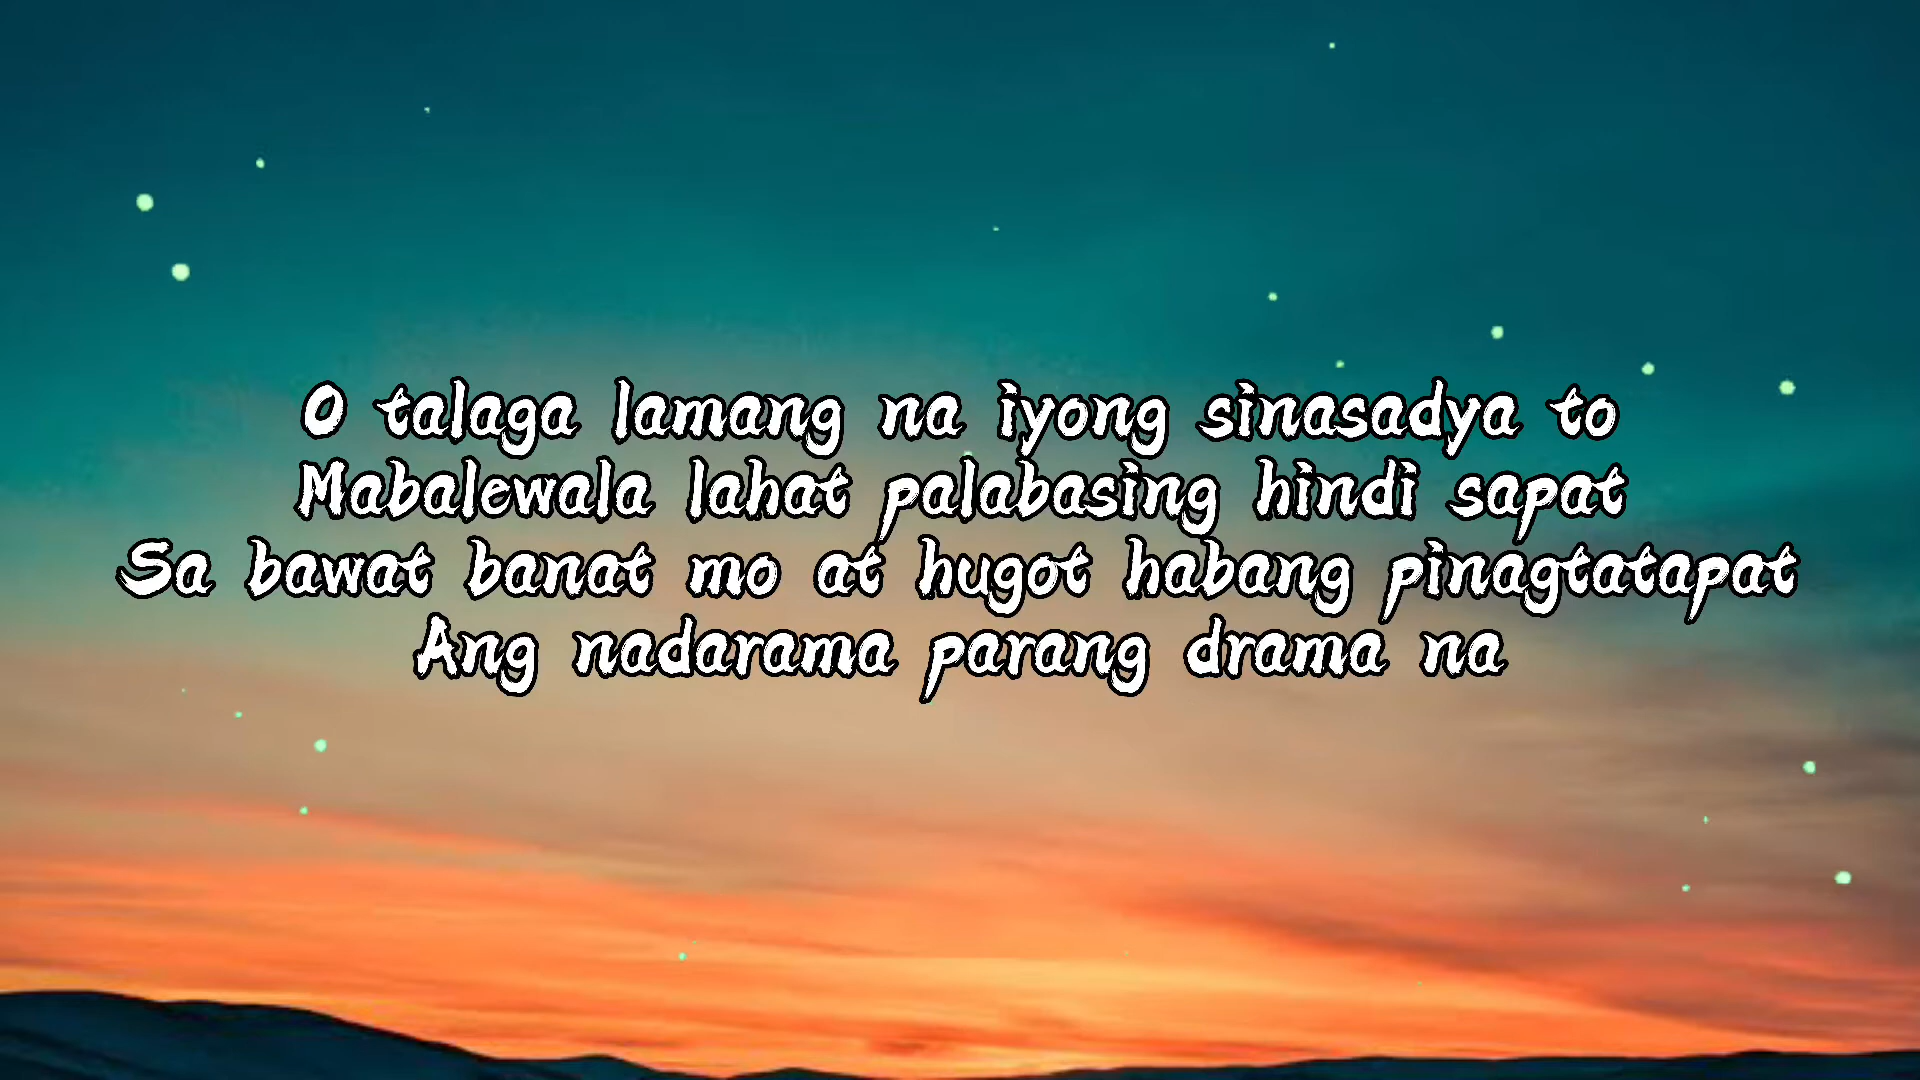 O talaga lamang na iyong sinasadya to
Mabalewala lahat palabasing hindi sapat
Sa bawat banat mo at hugot habang pinagtatapat
Ang nadarama parang drama na